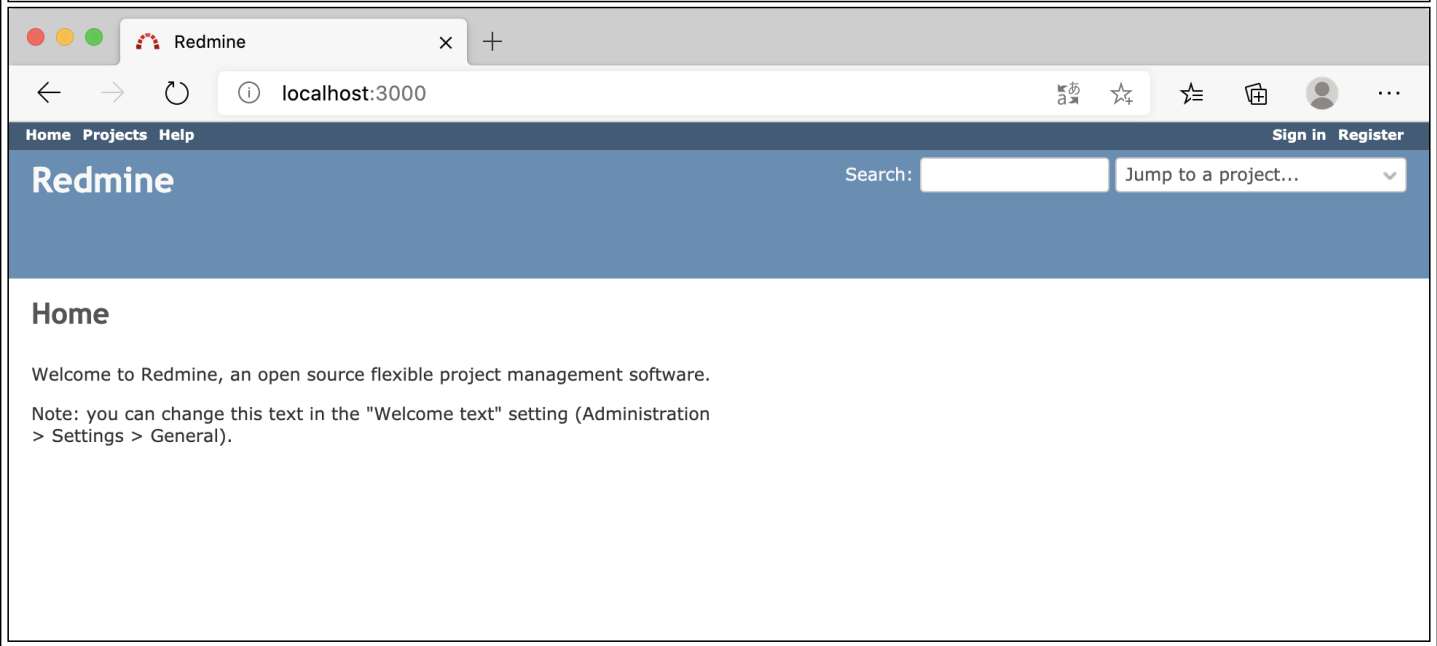 Redmine
localhost:3000
aあ
Home Projects Help Sign in Register
Redmine Search: Jump to a project...
Home
Welcome to Redmine, an open source flexible project management software.
Note: you can change this text in the "Welcome text" setting (Administration
> Settings > General).